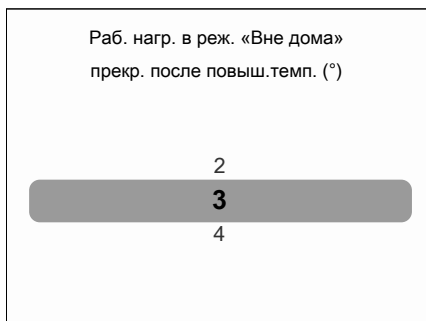 Раб. нагр. в реж. «Вне дома»
прекр. после повыш.темп. (°)
2
3
4